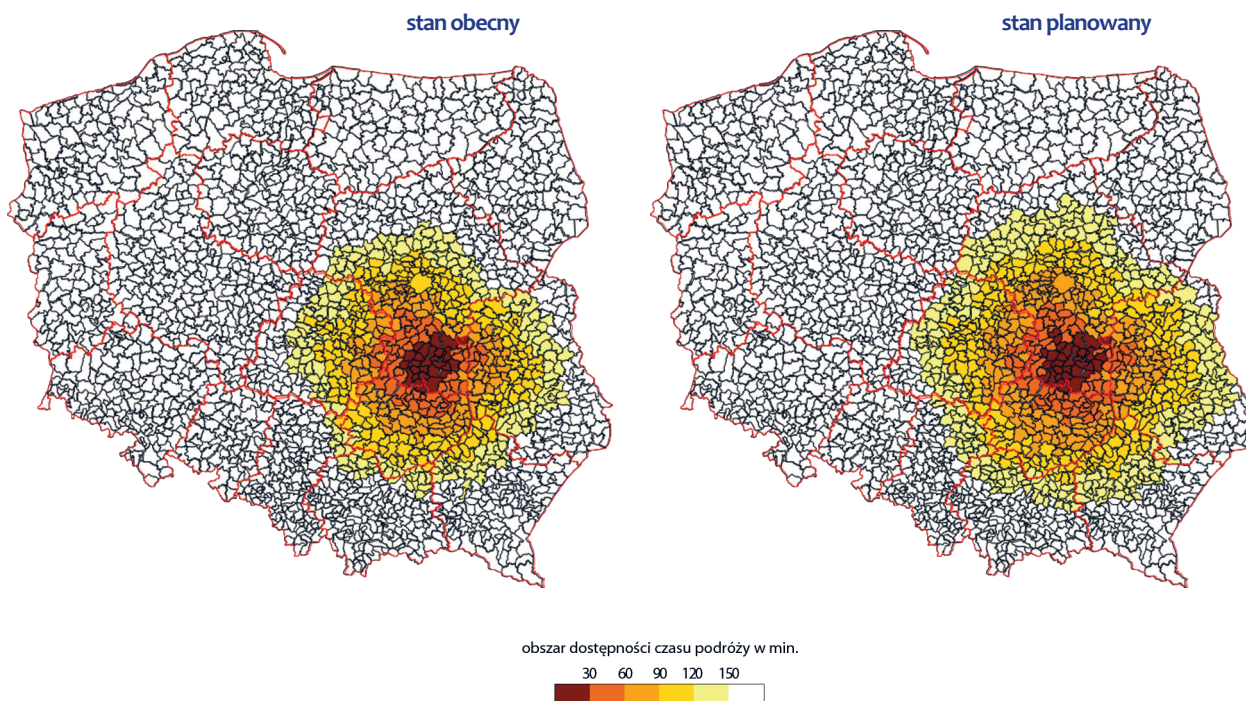 stan obecny
stan planowany
obszar dostępności czasu podróży w min.
30 60 90 120 150